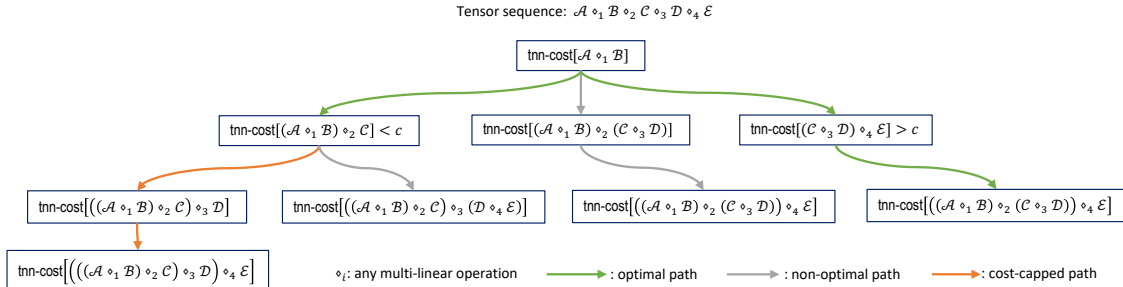 Tensor sequence: 𝒜 ⋄₁ ℬ ⋄₂ 𝒞 ⋄₃ 𝒟 ⋄₄ ℰ
tnn-cost[𝒜 ⋄₁ ℬ]
tnn-cost[(𝒜 ⋄₁ ℬ) ⋄₂ 𝒞] < c
tnn-cost[(𝒜 ⋄₁ ℬ) ⋄₂ (𝒞 ⋄₃ 𝒟)]
tnn-cost[(𝒞 ⋄₃ 𝒟) ⋄₄ ℰ] > c
tnn-cost[((𝒜 ⋄₁ ℬ) ⋄₂ 𝒞) ⋄₃ 𝒟]
tnn-cost[((𝒜 ⋄₁ ℬ) ⋄₂ 𝒞) ⋄₃ (𝒟 ⋄₄ ℰ)]
tnn-cost[((𝒜 ⋄₁ ℬ) ⋄₂ (𝒞 ⋄₃ 𝒟)) ⋄₄ ℰ]
tnn-cost[((𝒜 ⋄₁ ℬ) ⋄₂ (𝒞 ⋄₃ 𝒟)) ⋄₄ ℰ]
tnn-cost[(((𝒜 ⋄₁ ℬ) ⋄₂ 𝒞) ⋄₃ 𝒟) ⋄₄ ℰ]
⋄ᵢ: any multi-linear operation
: optimal path
: non-optimal path
: cost-capped path